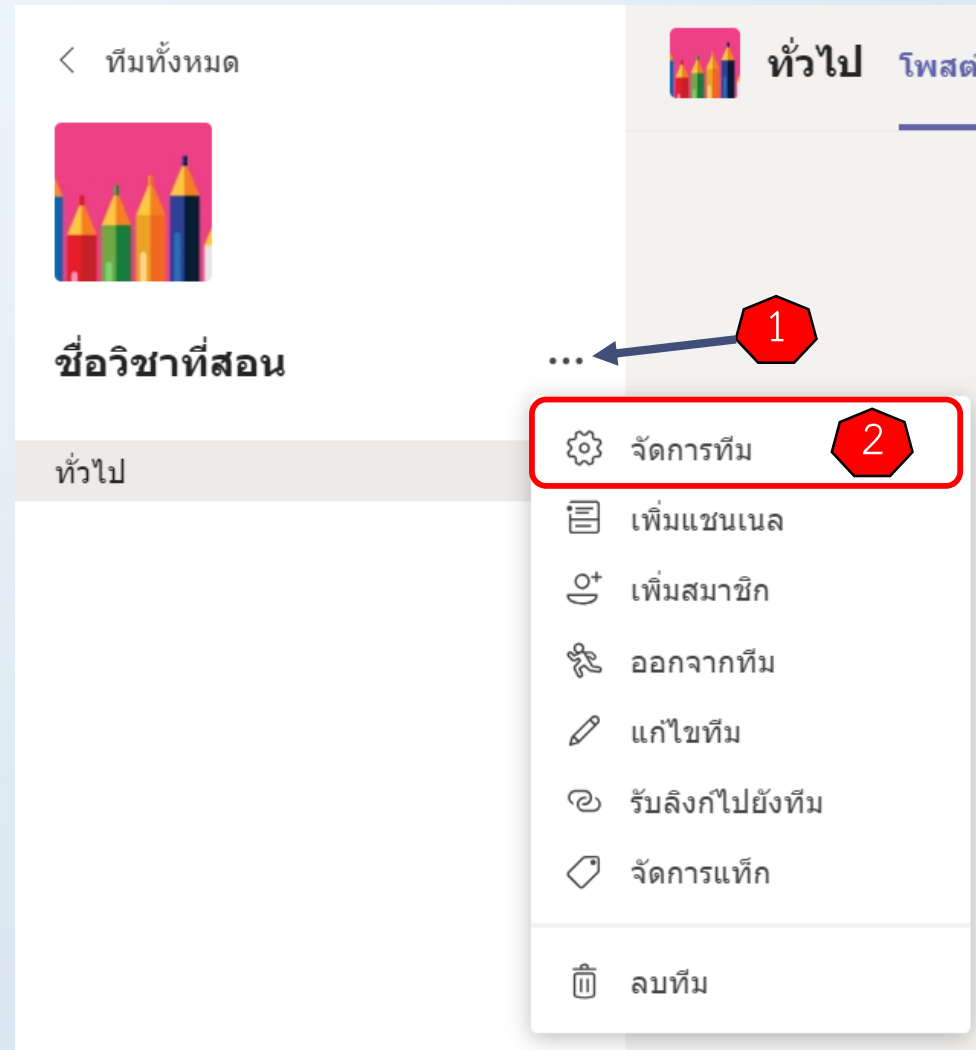 ทีมทั้งหมด
ทั่วไป โพสต์
ชื่อวิชาที่สอน
1
ทั่วไป
จัดการทีม 2
เพิ่มแชนเนล
เพิ่มสมาชิก
ออกจากทีม
แก้ไขทีม
รับลิงก์ไปยังทีม
จัดการแท็ก
ลบทีม